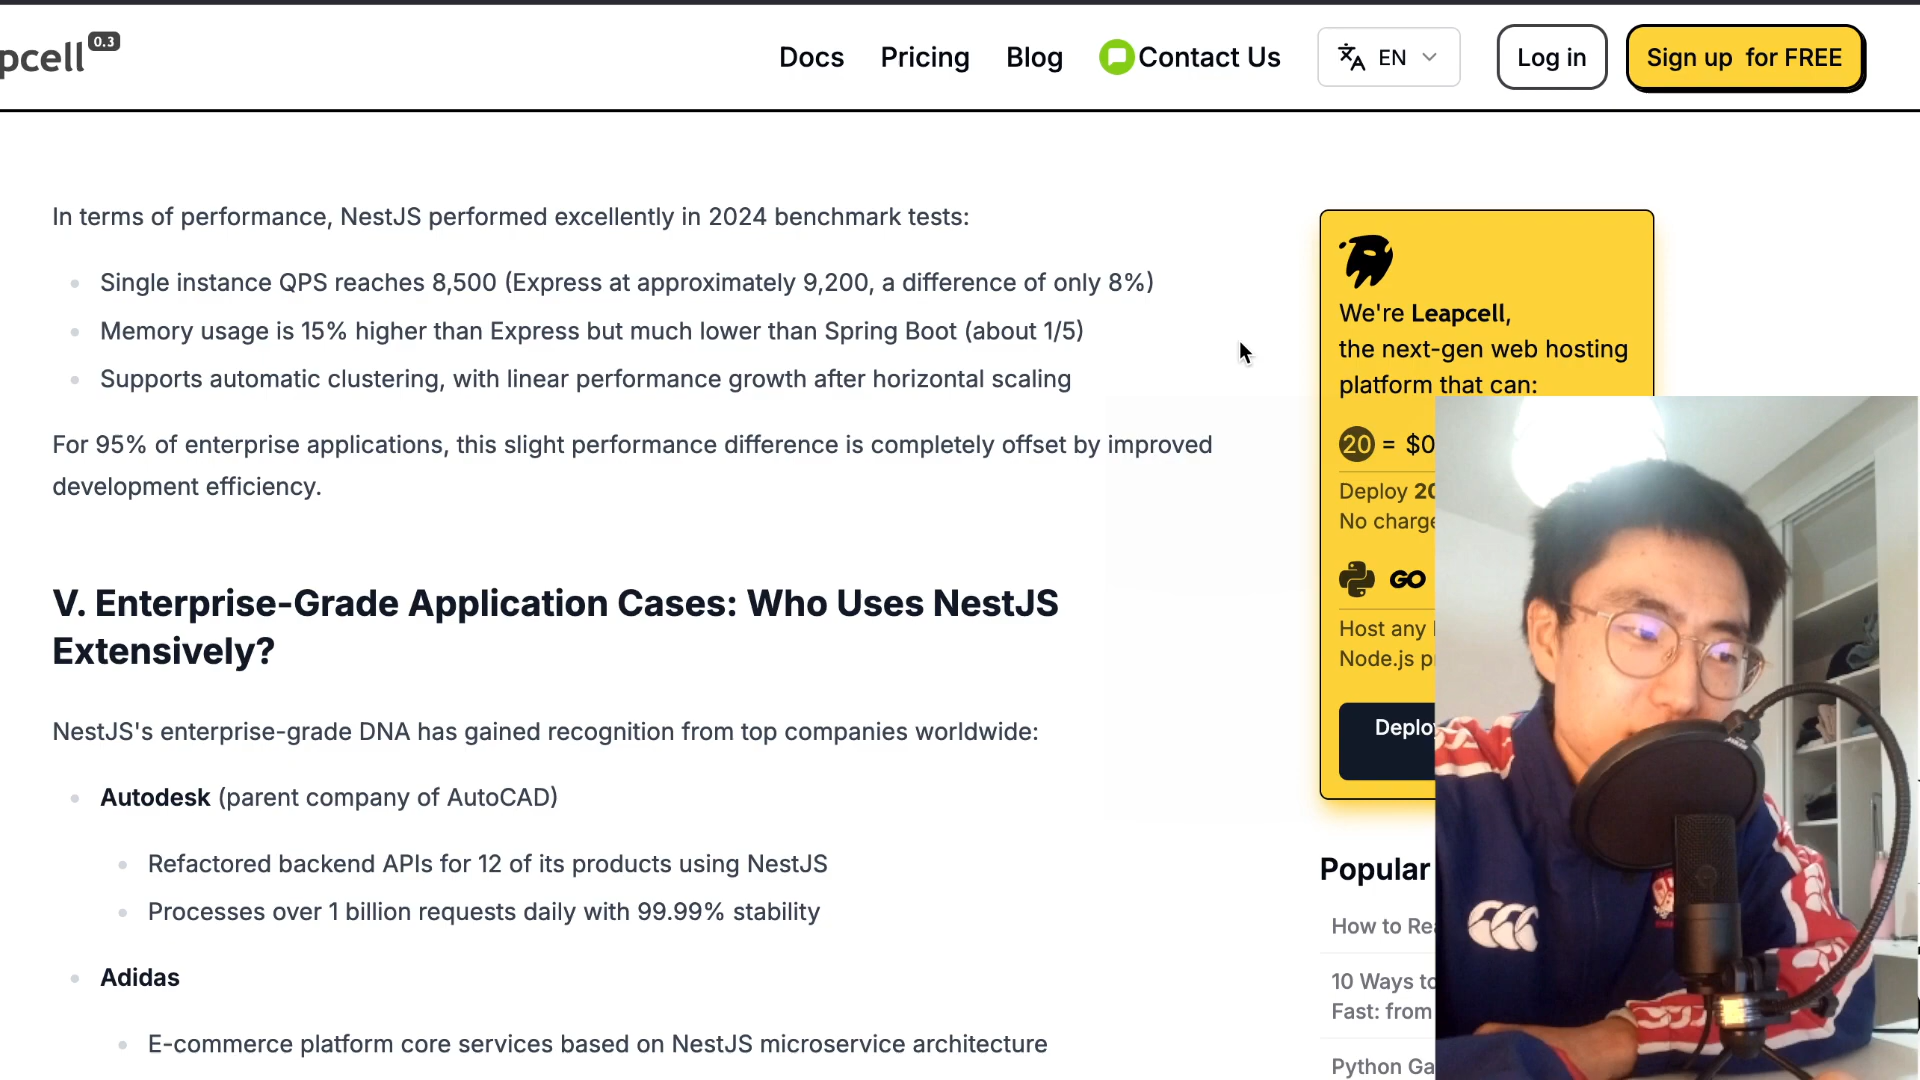 pcell 0.3
Docs
Pricing
Blog
Contact Us
EN
Log in
Sign up for FREE
In terms of performance, NestJS performed excellently in 2024 benchmark tests:
Single instance QPS reaches 8,500 (Express at approximately 9,200, a difference of only 8%)
Memory usage is 15% higher than Express but much lower than Spring Boot (about 1/5)
Supports automatic clustering, with linear performance growth after horizontal scaling
For 95% of enterprise applications, this slight performance difference is completely offset by improved
development efficiency.
V. Enterprise-Grade Application Cases: Who Uses NestJS
Extensively?
NestJS's enterprise-grade DNA has gained recognition from top companies worldwide:
Autodesk (parent company of AutoCAD)
Refactored backend APIs for 12 of its products using NestJS
Processes over 1 billion requests daily with 99.99% stability
Adidas
E-commerce platform core services based on NestJS microservice architecture
We're Leapcell,
the next-gen web hosting
platform that can:
20 = $0
Deploy 20
No charge
GO
Host any
Node.js p
Deploy
Popular
How to Re
10 Ways to
Fast: from
Python Ga